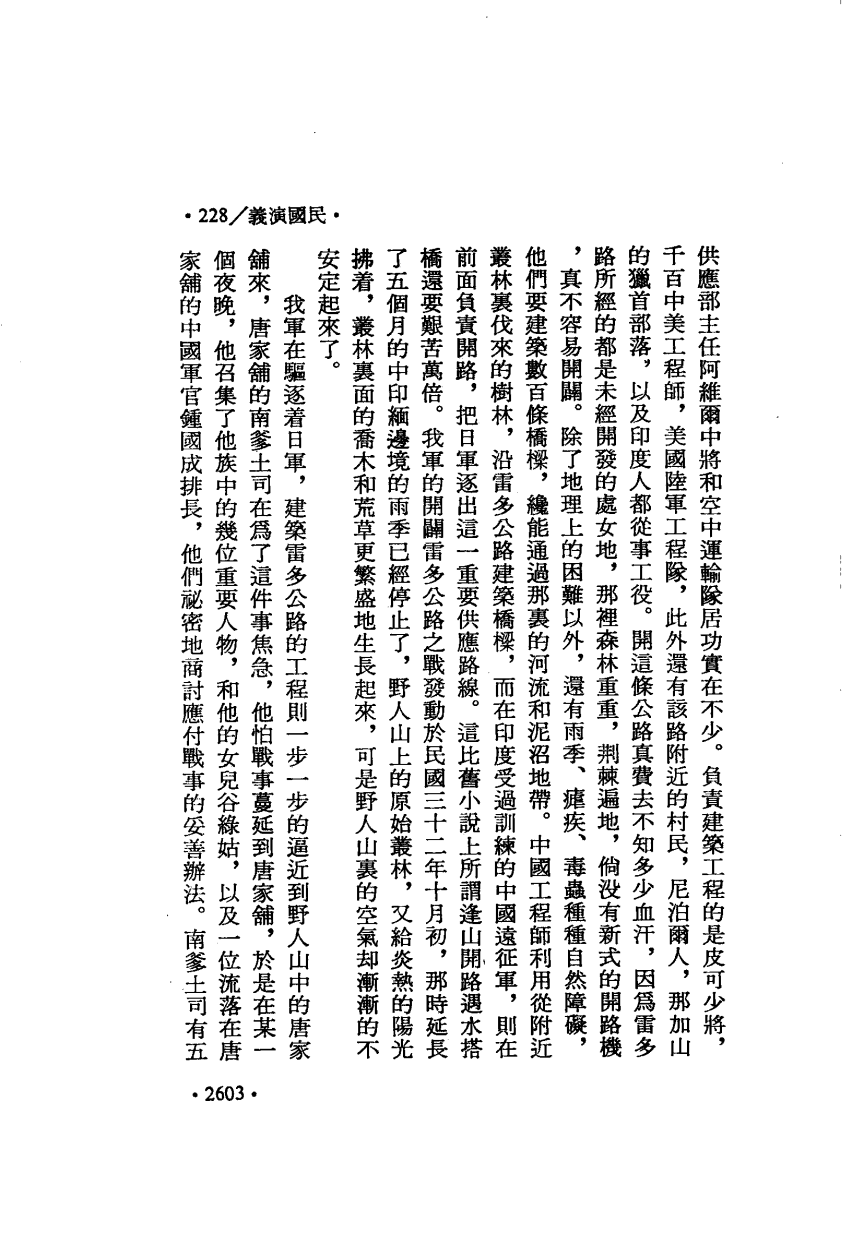 •228／義演國民•
供應部主任阿維爾中將和空中運輸隊居功實在不少。負責建築工程的是皮可少將，
千百中美工程師，美國陸軍工程隊，此外還有該路附近的村民，尼泊爾人，那加山
的獵首部落，以及印度人都從事工役。開這條公路真費去不知多少血汗，因爲雷多
路所經的都是未經開發的處女地，那裡森林重重，荆棘遍地，倘没有新式的開路機
，真不容易開闢。除了地理上的困難以外，還有雨季、瘧疾、毒蟲種種自然障礙，
他們要建築數百條橋樑，纔能通過那裏的河流和泥沼地帶。中國工程師利用從附近
叢林裏伐來的樹林，沿雷多公路建築橋樑，而在印度受過訓練的中國遠征軍，則在
前面負責開路，把日軍逐出這一重要供應路線。這比舊小說上所謂逢山開路遇水搭
橋還要艱苦萬倍。我軍的開闢雷多公路之戰發動於民國三十二年十月初，那時延長
了五個月的中印緬邊境的雨季已經停止了，野人山上的原始叢林，又給炎熱的陽光
拂着，叢林裏面的喬木和荒草更繁盛地生長起來，可是野人山裏的空氣却漸漸的不
安定起來了。
我軍在驅逐着日軍，建築雷多公路的工程則一步一步的逼近到野人山中的唐家
舖來，唐家舖的南爹土司在爲了這件事焦急，他怕戰事蔓延到唐家舖，於是在某一
個夜晚，他召集了他族中的幾位重要人物，和他的女兒谷綠姑，以及一位流落在唐
家舖的中國軍官鍾國成排長，他們祕密地商討應付戰事的妥善辦法。南爹土司有五
•2603•